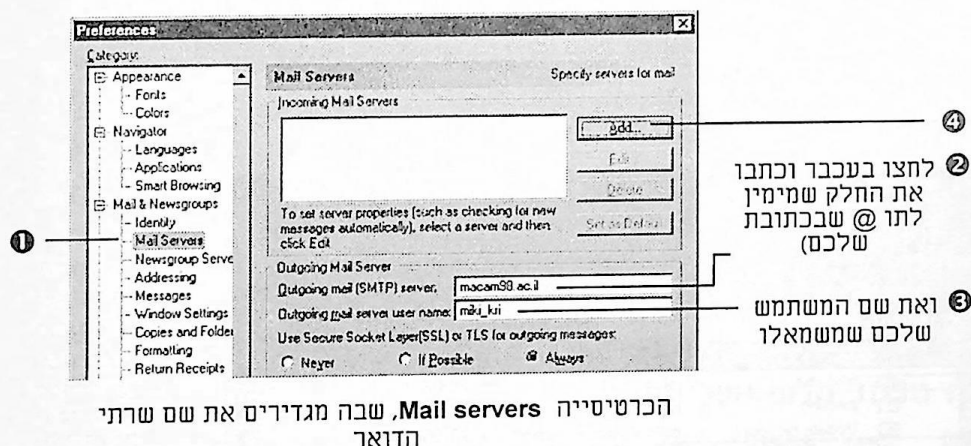 Preferences
Category:
Appearance
Fonts
Colors
Navigator
Languages
Applications
Smart Browsing
Mail & Newsgroups
Identity
Mail Servers
Newsgroup Serve
Addressing
Messages
Window Settings
Copies and Folder
Formatting
Return Receipts
Mail Servers
Specify servers for mail
Incoming Mail Servers
Add...
Edit
Delete
Set as Default
To set server properties (such as checking for new
messages automatically), select a server and then
click Edit
Outgoing Mail Server
Outgoing mail (SMTP) server:
macam98.ac.il
Outgoing mail server user name:
miki_kri
Use Secure Socket Layer(SSL) or TLS for outgoing messages:
Never
If Possible
Always
❶
❹
❷ לחצו בעכבר וכתבו
את החלק שמימין
לתו @ שבכתובת
שלכם)
❸ ואת שם המשתמש
שלכם שמשמאלו
הכרטיסייה Mail servers, שבה מגדירים את שם שרתי
הדואר